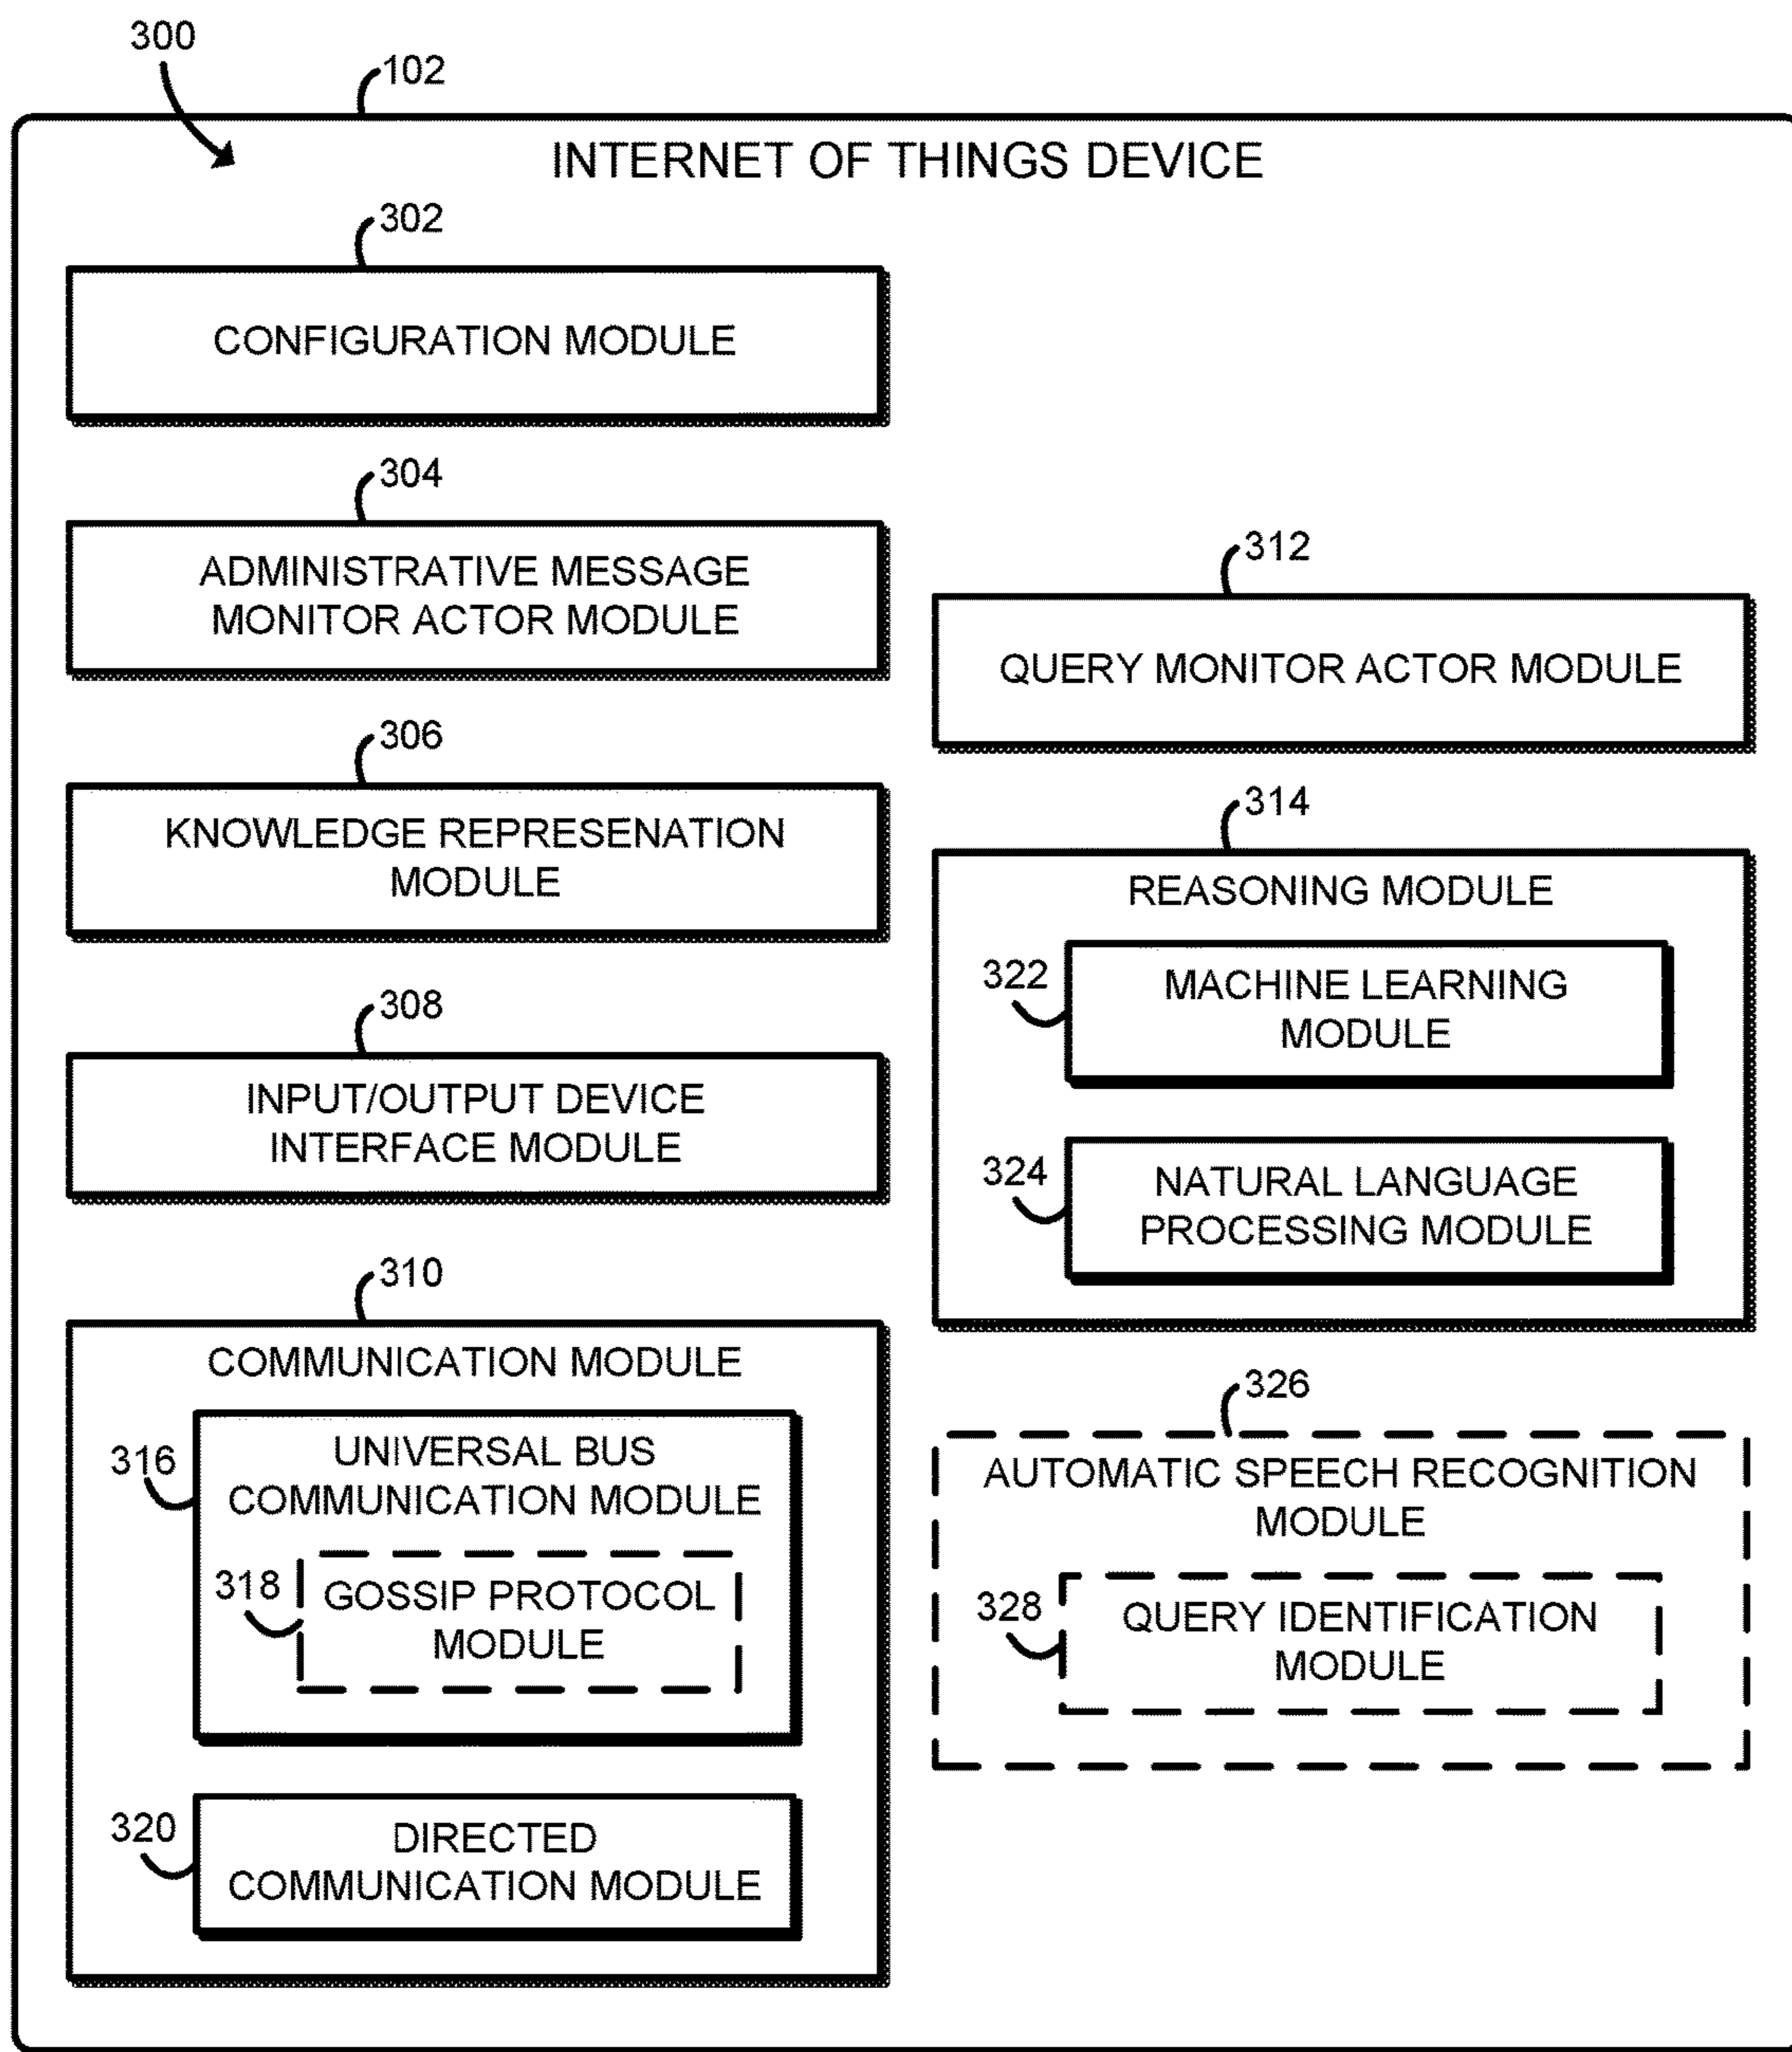 300
102
INTERNET OF THINGS DEVICE
302
CONFIGURATION MODULE
304
ADMINISTRATIVE MESSAGE
MONITOR ACTOR MODULE
306
KNOWLEDGE REPRESENATION
MODULE
308
INPUT/OUTPUT DEVICE
INTERFACE MODULE
310
COMMUNICATION MODULE
316
UNIVERSAL BUS
COMMUNICATION MODULE
318
GOSSIP PROTOCOL
MODULE
320
DIRECTED
COMMUNICATION MODULE
312
QUERY MONITOR ACTOR MODULE
314
REASONING MODULE
322
MACHINE LEARNING
MODULE
324
NATURAL LANGUAGE
PROCESSING MODULE
326
AUTOMATIC SPEECH RECOGNITION
MODULE
328
QUERY IDENTIFICATION
MODULE